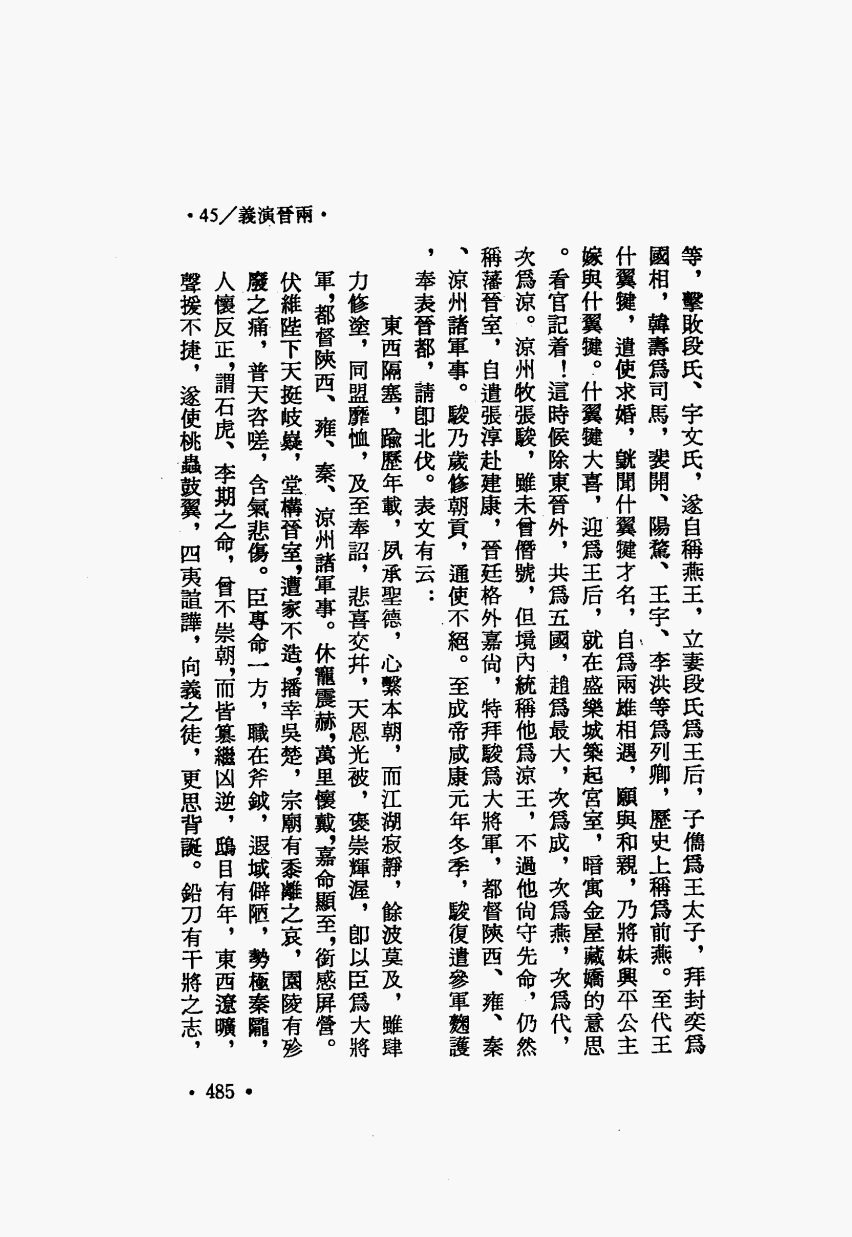 •45／義演晉兩•
等，擊敗段氏、宇文氏，遂自稱燕王，立妻段氏爲王后，子儁爲王太子，拜封奕爲
國相，韓壽爲司馬，裴開、陽騖、王宇、李洪等爲列卿，歷史上稱爲前燕。至代王
什翼犍，遣使求婚，皝聞什翼犍才名，自爲兩雄相遇，願與和親，乃將妹興平公主
嫁與什翼犍。什翼犍大喜，迎爲王后，就在盛樂城築起宮室，暗寓金屋藏嬌的意思
。看官記着！這時候除東晉外，共爲五國，趙爲最大，次爲成，次爲燕，次爲代，
次爲涼。涼州牧張駿，雖未曾僭號，但境內統稱他爲涼王，不過他尙守先命，仍然
稱藩晉室，自遣張淳赴建康，晉廷格外嘉尙，特拜駿爲大將軍，都督陝西、雍、秦
、涼州諸軍事。駿乃歲修朝貢，通使不絕。至成帝咸康元年冬季，駿復遣參軍麴護
，奉表晉都，請卽北伐。表文有云：
東西隔塞，踰歷年載，夙承聖德，心繫本朝，而江湖寂靜，餘波莫及，雖肆
力修塗，同盟靡恤，及至奉詔，悲喜交幷，天恩光被，褒崇輝渥，卽以臣爲大將
軍，都督陝西、雍、秦、涼州諸軍事。休寵震赫，萬里懷戴，嘉命顯至，銜感屏營。
伏維陛下天挺岐嶷，堂構晉室，遭家不造，播幸吳楚，宗廟有黍離之哀，園陵有殄
廢之痛，普天咨嗟，含氣悲傷。臣專命一方，職在斧鉞，遐域僻陋，勢極秦隴，
人懷反正，謂石虎、李期之命，曾不崇朝，而皆篡繼凶逆，鴟目有年，東西遼曠，
聲援不捷，遂使桃蟲鼓翼，四夷諠譁，向義之徒，更思背誕。鉛刀有干將之志，
•485•